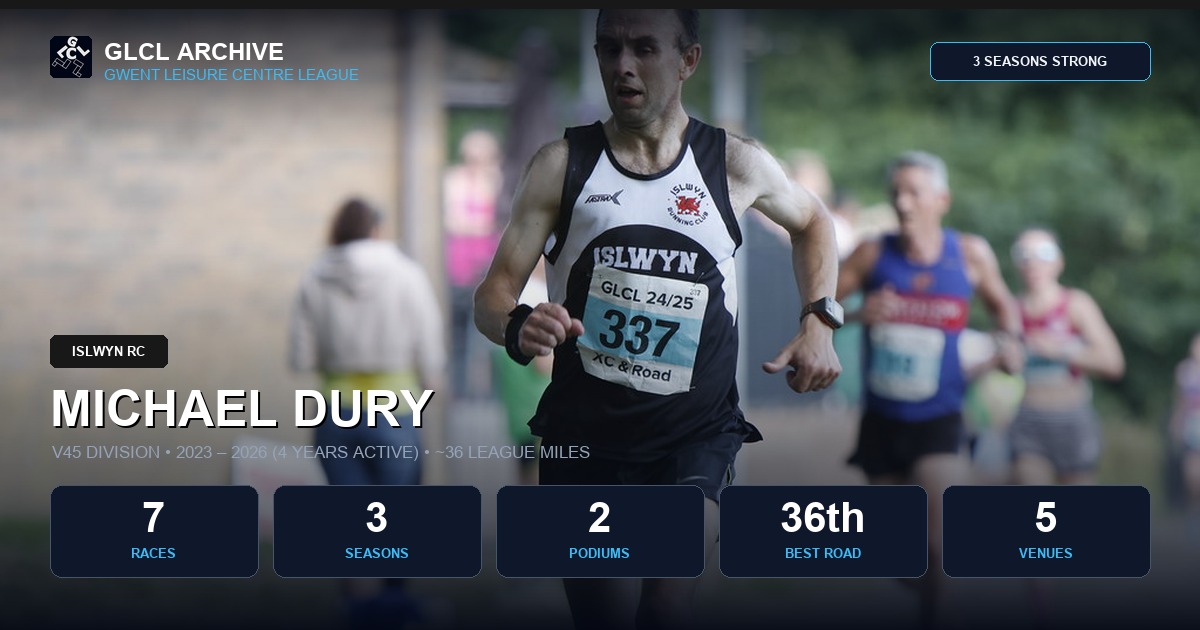 GLCL ARCHIVE
GWENT LEISURE CENTRE LEAGUE
3 SEASONS STRONG
FASTRAX
ISLWYN
RUNNING CLUB
ISLWYN
GLCL 24/25
337
XC & Road
ISLWYN RC
MICHAEL DURY
V45 DIVISION • 2023 – 2026 (4 YEARS ACTIVE) • ~36 LEAGUE MILES
7
RACES
3
SEASONS
2
PODIUMS
36th
BEST ROAD
5
VENUES